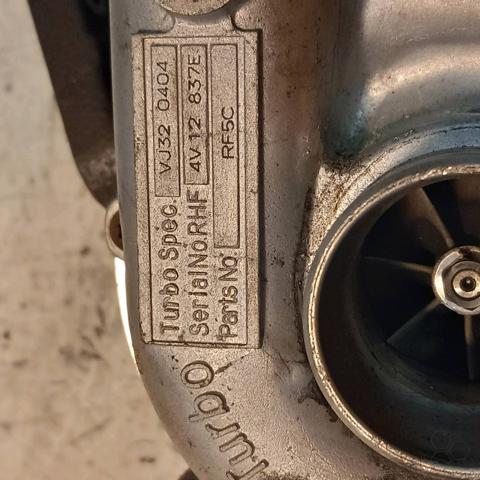 Turbo Spec. VJ32 0404
Serial No.RHF 4V-12 837E
Parts No. RF5C
Turbo